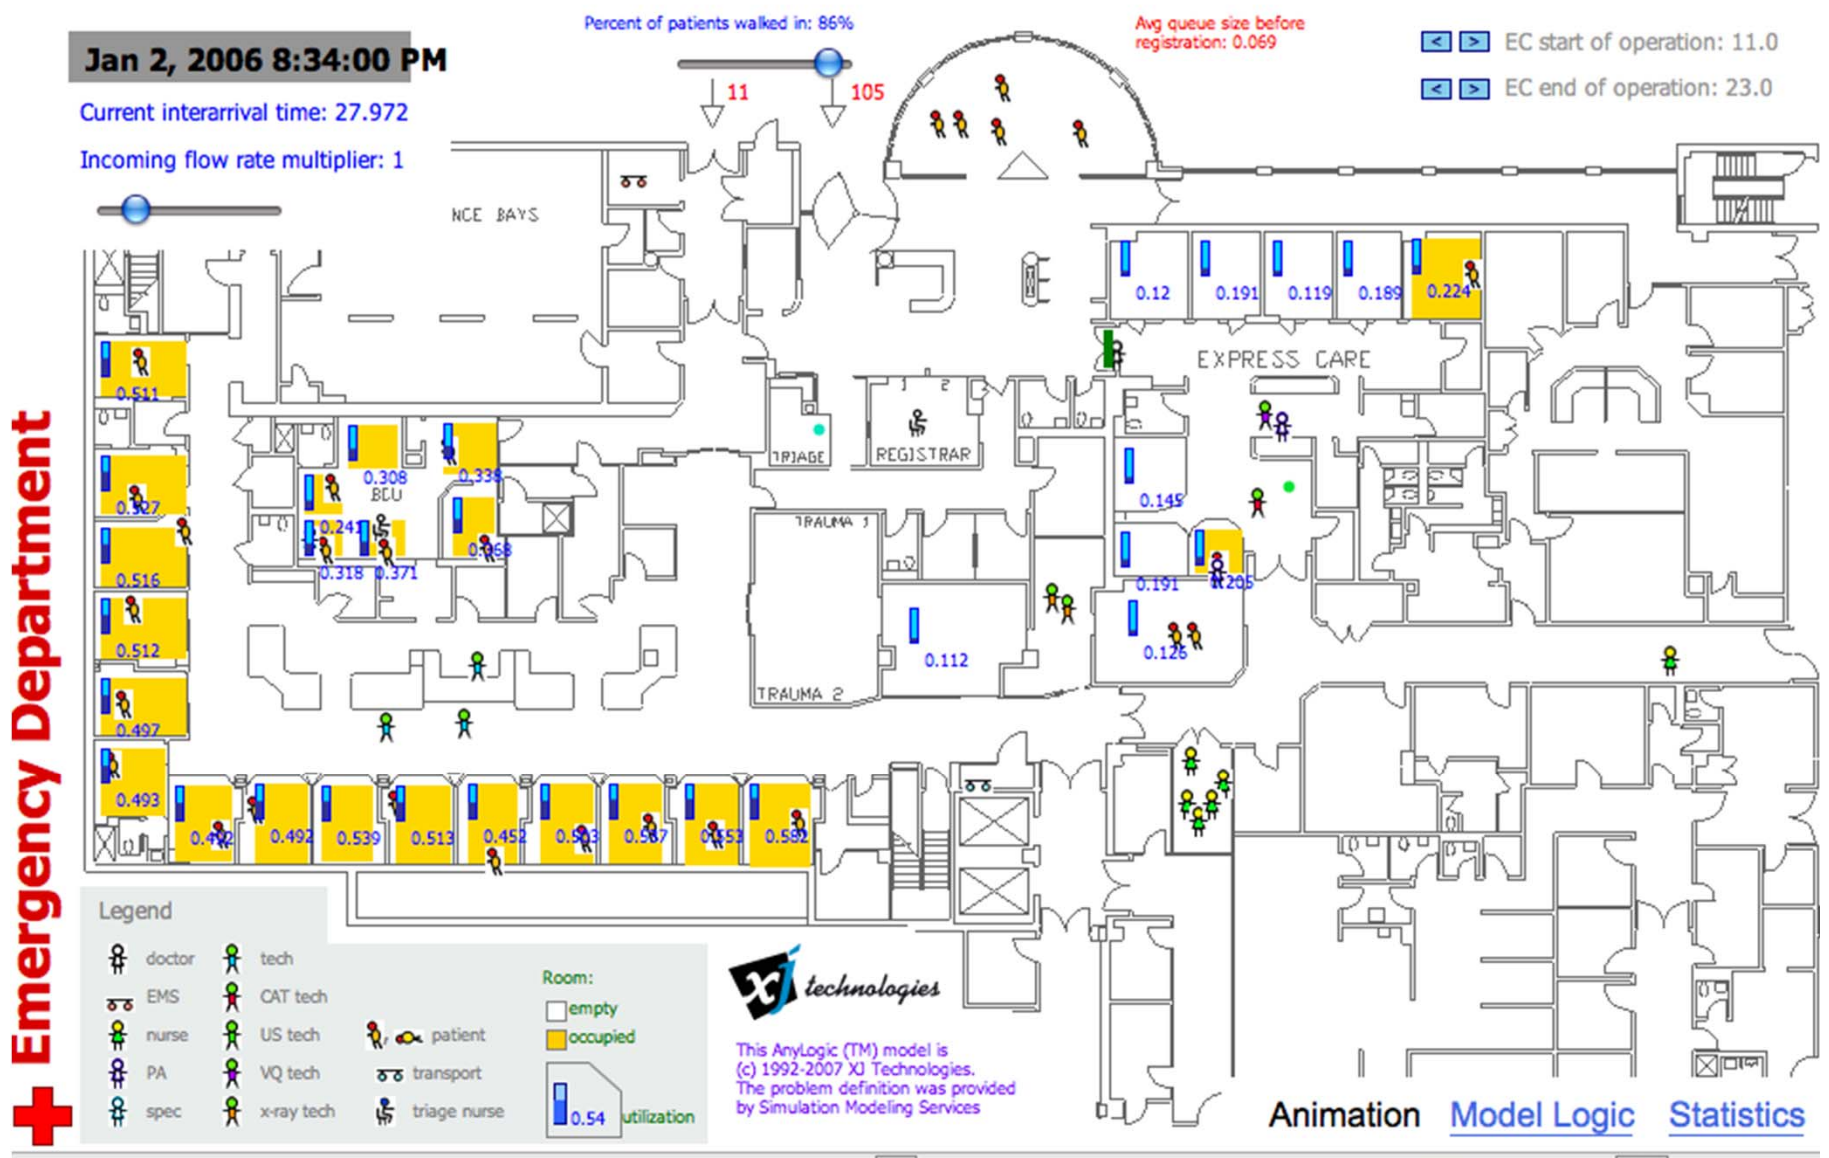 Jan 2, 2006 8:34:00 PM
Current interarrival time: 27.972
Incoming flow rate multiplier: 1
Percent of patients walked in: 86%
11
105
Avg queue size before
registration: 0.069
< > EC start of operation: 11.0
< > EC end of operation: 23.0
Emergency Department
NCE BAYS
0.12
0.191
0.119
0.189
0.224
EXPRESS CARE
0.511
0.527
0.516
0.512
0.497
0.493
0.308
0.338
0.241
0.318
0.371
TRIAGE
1 2
REGISTRAR
TRAUMA 1
TRAUMA 2
0.145
0.191
0.205
0.112
0.126
0.492
0.539
0.513
0.452
0.553
0.582
Legend
doctor
EMS
nurse
PA
spec
tech
CAT tech
US tech
VQ tech
x-ray tech
patient
transport
triage nurse
Room:
empty
occupied
0.54 utilization
xj technologies
This AnyLogic (TM) model is
(c) 1992-2007 XJ Technologies.
The problem definition was provided
by Simulation Modeling Services
Animation Model Logic Statistics